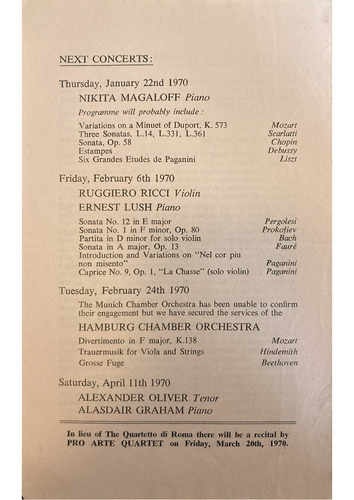 NEXT CONCERTS:
Thursday, January 22nd 1970
NIKITA MAGALOFF Piano
Programme will probably include :
Variations on a Minuet of Duport, K. 573 Mozart
Three Sonatas, L.14, L.331, L.361 Scarlatti
Sonata, Op. 58 Chopin
Estampes Debussy
Six Grandes Etudes de Paganini Liszt
Friday, February 6th 1970
RUGGIERO RICCI Violin
ERNEST LUSH Piano
Sonata No. 12 in E major Pergolesi
Sonata No. 1 in F minor, Op. 80 Prokofiev
Partita in D minor for solo violin Bach
Sonata in A major, Op. 13 Fauré
Introduction and Variations on "Nel cor piu
non misento" Paganini
Caprice No. 9, Op. 1, "La Chasse" (solo violin) Paganini
Tuesday, February 24th 1970
The Munich Chamber Orchestra has been unable to confirm
their engagement but we have secured the services of the
HAMBURG CHAMBER ORCHESTRA
Divertimento in F major, K.138 Mozart
Trauermusik for Viola and Strings Hindemith
Grosse Fuge Beethoven
Saturday, April 11th 1970
ALEXANDER OLIVER Tenor
ALASDAIR GRAHAM Piano
In lieu of The Quartetto di Roma there will be a recital by
PRO ARTE QUARTET on Friday, March 20th, 1970.